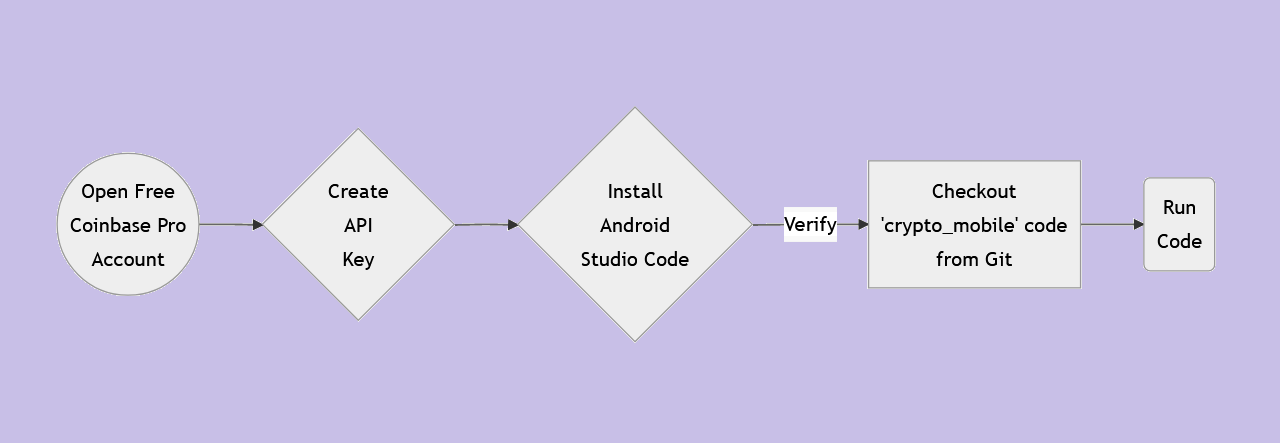 Open Free
Coinbase Pro
Account
Create
API
Key
Install
Android
Studio Code
Verify
Checkout
'crypto_mobile' code
from Git
Run
Code